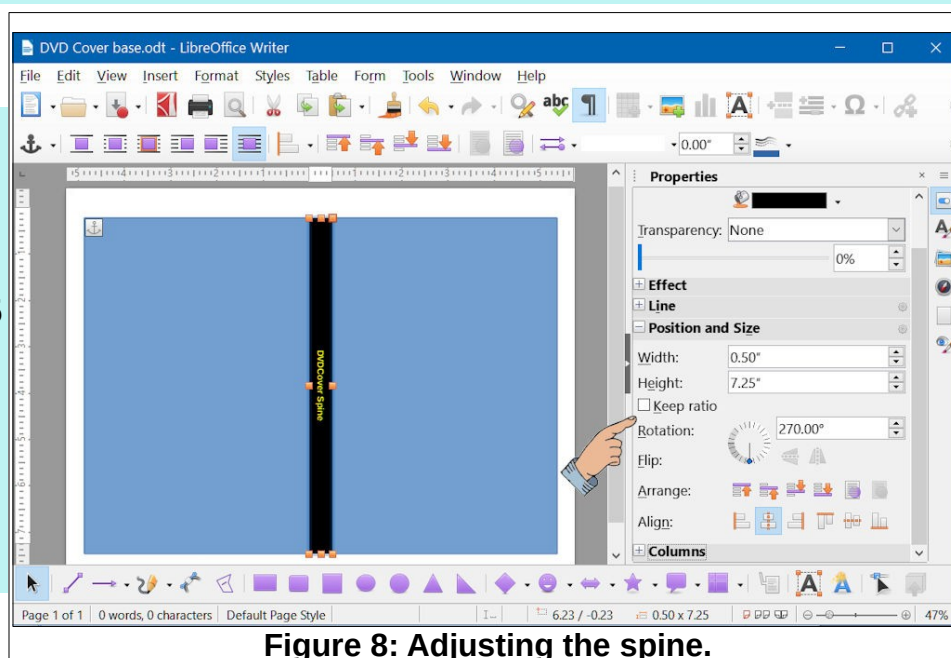 DVD Cover base.odt - LibreOffice Writer
File Edit View Insert Format Styles Table Form Tools Window Help
0.00"
Properties
Transparency: None
0%
Effect
Line
Position and Size
Width: 0.50"
Height: 7.25"
Keep ratio
Rotation: 270.00°
Flip:
Arrange:
Align:
Columns
DVDCover Spine
Page 1 of 1 0 words, 0 characters Default Page Style 6.23 / -0.23 0.50 x 7.25 47%
Figure 8: Adjusting the spine.